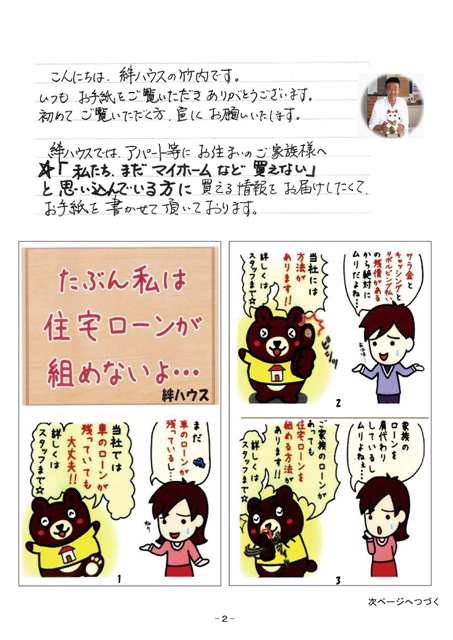 こんにちは、絆ハウスの竹内です。
いつも お手紙をご覧いただき ありがとうございます。
初めて ご覧いただく方、宜しく お願いいたします。
絆ハウスでは、アパート等に お住まいの ご家族様へ
☆「私たち、まだ マイホームなど 買えない」
と 思い込んでいる方に 買える情報を お届けしたくて、
お手紙を 書かせて 頂いております。
たぶん私は
住宅ローンが
組めないよ…
絆ハウス
まだ
車のローンが
残っているし…
当社では
車のローンが
残っていても
大丈夫!!
詳しくは
スタッフまで☆
1
サラ金と
キャッシングと
リボルビング払い
の残債がある
から絶対に
ムリだよね…
当社には
方法が
あります!!
詳しくは
スタッフまで☆
2
家族の
ローンを
肩代わり
しているし
ムリよねぇ…
ご家族のローンが
あっても
住宅ローンを
組める方法が
あります!!
詳しくは
スタッフまで☆
3
次ページへつづく
-2-